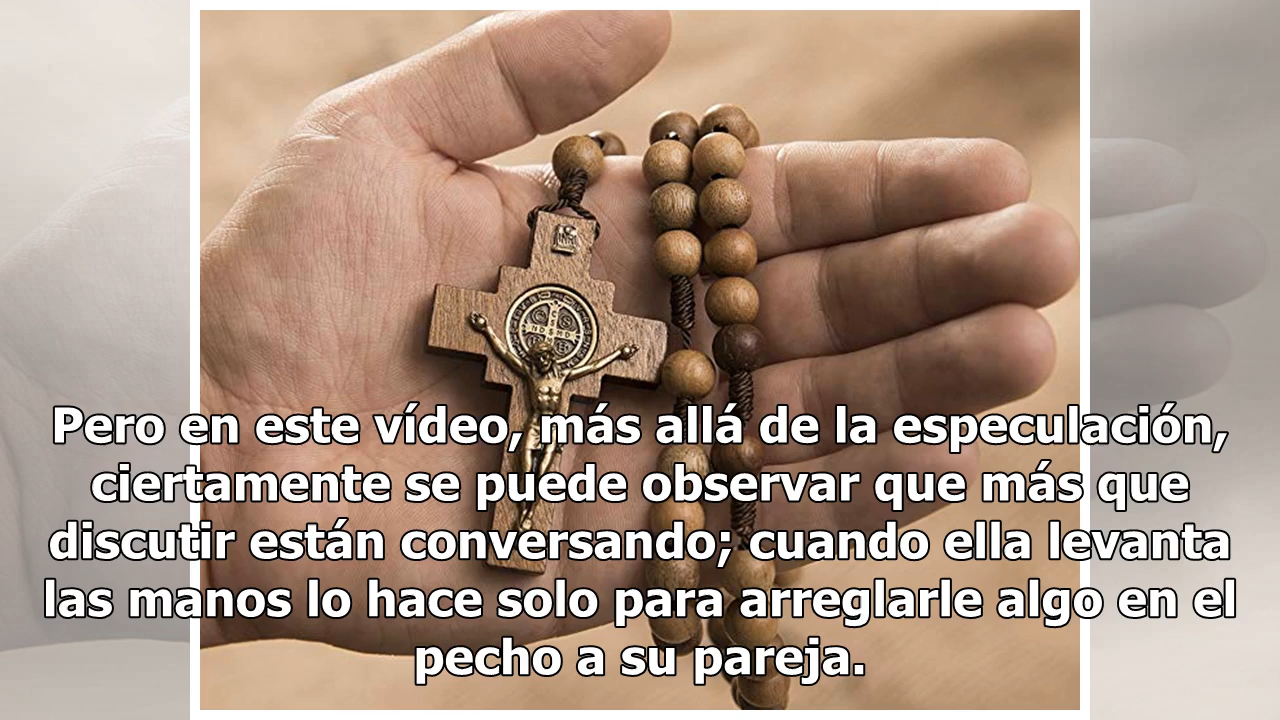 Pero en este vídeo, más allá de la especulación,
ciertamente se puede observar que más que
discutir están conversando; cuando ella levanta
las manos lo hace solo para arreglarle algo en el
pecho a su pareja.